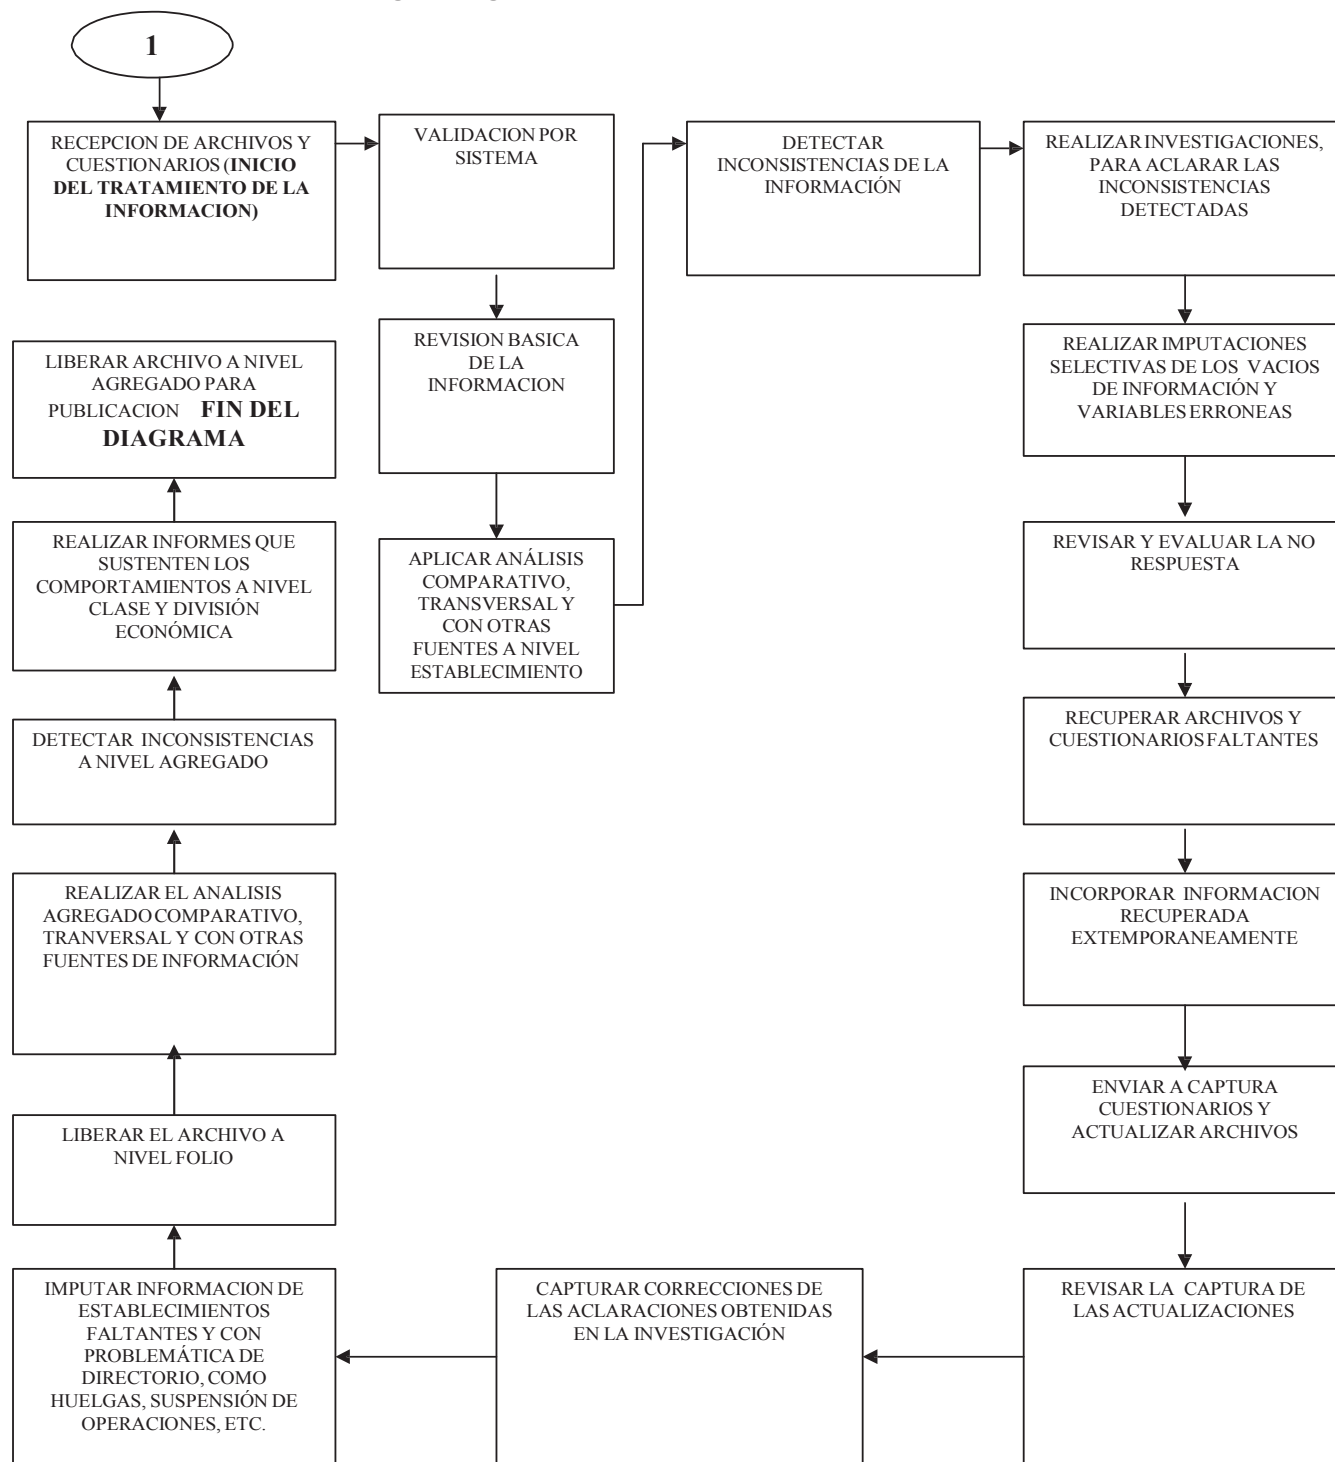 1
RECEPCION DE ARCHIVOS Y
CUESTIONARIOS (INICIO
DEL TRATAMIENTO DE LA
INFORMACION)
VALIDACION POR
SISTEMA
REVISION BASICA
DE LA
INFORMACION
APLICAR ANÁLISIS
COMPARATIVO,
TRANSVERSAL Y
CON OTRAS
FUENTES A NIVEL
ESTABLECIMIENTO
DETECTAR
INCONSISTENCIAS DE LA
INFORMACIÓN
REALIZAR INVESTIGACIONES,
PARA ACLARAR LAS
INCONSISTENCIAS
DETECTADAS
REALIZAR IMPUTACIONES
SELECTIVAS DE LOS VACIOS
DE INFORMACIÓN Y
VARIABLES ERRONEAS
REVISAR Y EVALUAR LA NO
RESPUESTA
RECUPERAR ARCHIVOS Y
CUESTIONARIOS FALTANTES
INCORPORAR INFORMACION
RECUPERADA
EXTEMPORANEAMENTE
ENVIAR A CAPTURA
CUESTIONARIOS Y
ACTUALIZAR ARCHIVOS
REVISAR LA CAPTURA DE
LAS ACTUALIZACIONES
CAPTURAR CORRECCIONES DE
LAS ACLARACIONES OBTENIDAS
EN LA INVESTIGACIÓN
IMPUTAR INFORMACION DE
ESTABLECIMIENTOS
FALTANTES Y CON
PROBLEMÁTICA DE
DIRECTORIO, COMO
HUELGAS, SUSPENSIÓN DE
OPERACIONES, ETC.
LIBERAR EL ARCHIVO A
NIVEL FOLIO
REALIZAR EL ANALISIS
AGREGADO COMPARATIVO,
TRANVERSAL Y CON OTRAS
FUENTES DE INFORMACIÓN
DETECTAR INCONSISTENCIAS
A NIVEL AGREGADO
REALIZAR INFORMES QUE
SUSTENTEN LOS
COMPORTAMIENTOS A NIVEL
CLASE Y DIVISIÓN
ECONÓMICA
LIBERAR ARCHIVO A NIVEL
AGREGADO PARA
PUBLICACION FIN DEL
DIAGRAMA